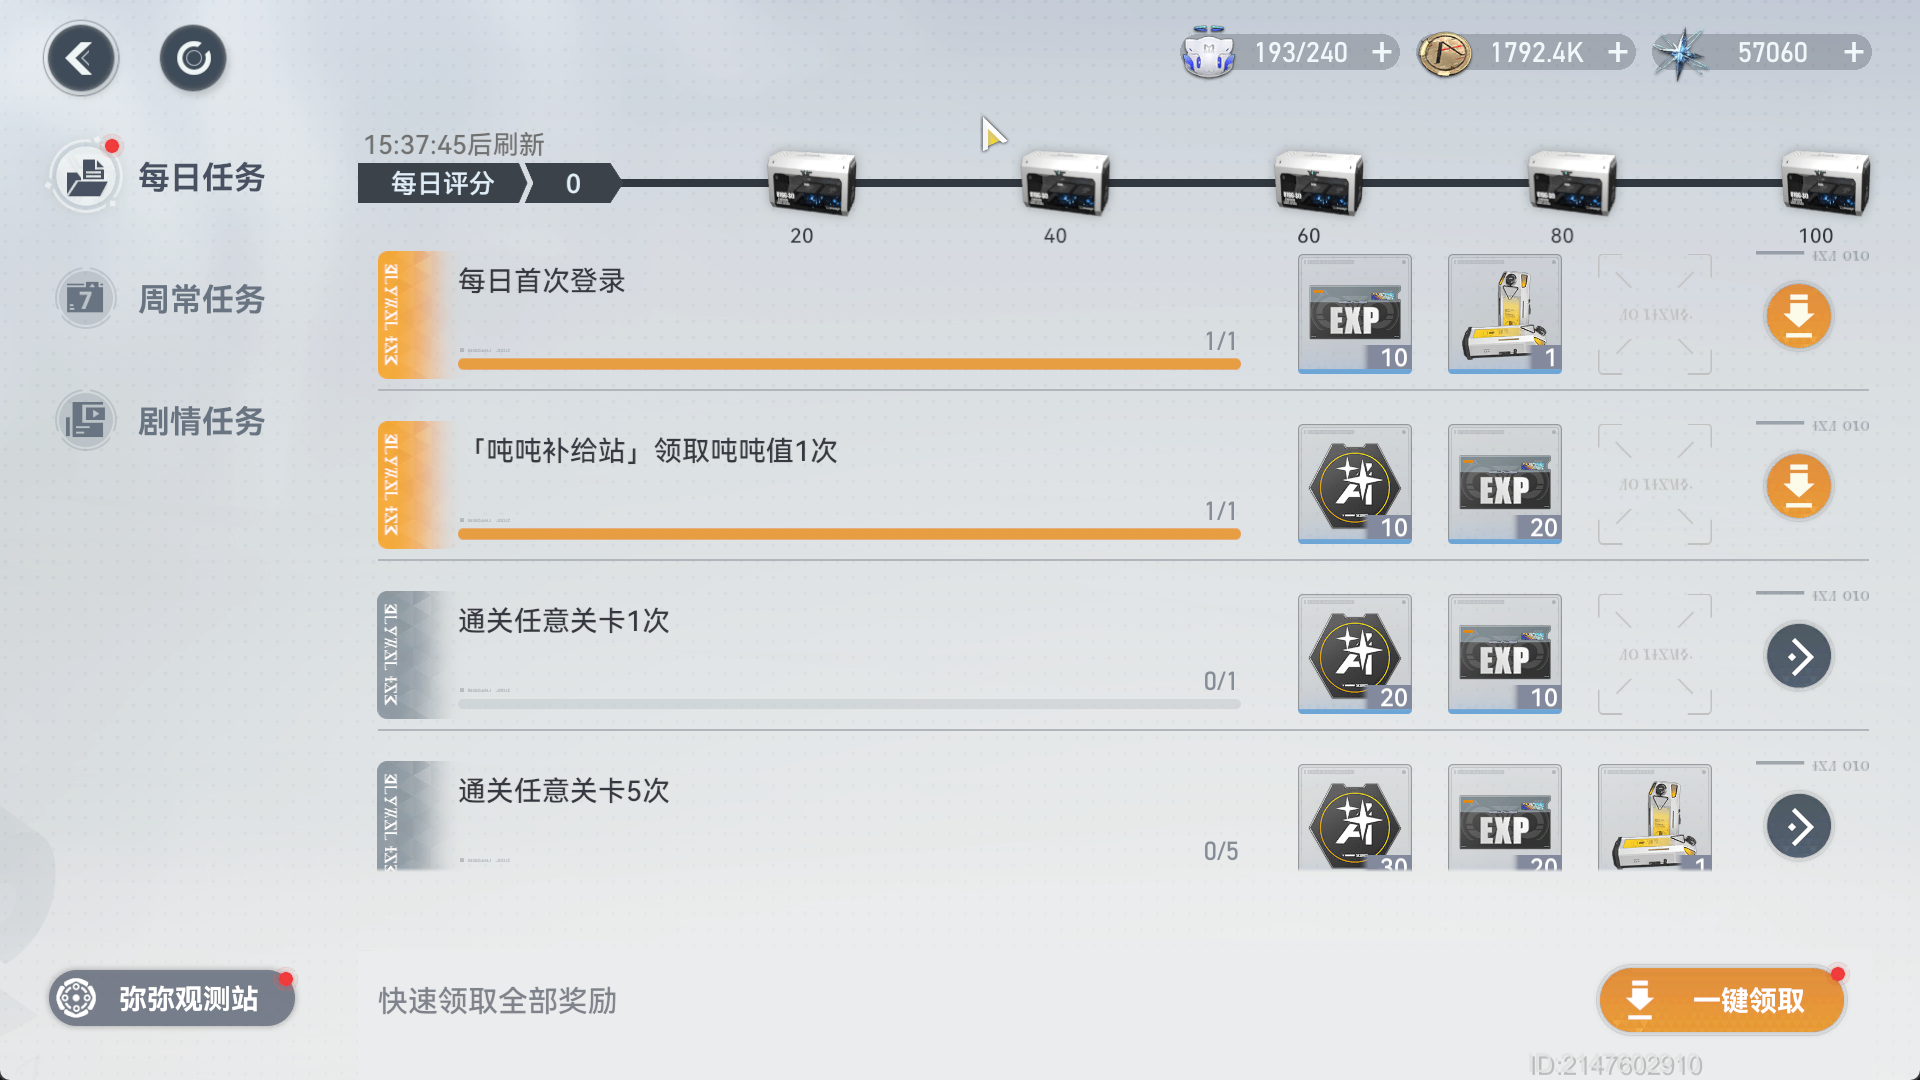 193/240
1792.4K
57060
每日任务
周常任务
剧情任务
15:37:45后刷新
每日评分
0
20
40
60
80
100
每日首次登录
1/1
EXP
10
1
「吨吨补给站」领取吨吨值1次
1/1
10
EXP
20
通关任意关卡1次
0/1
20
EXP
10
通关任意关卡5次
0/5
30
EXP
20
1
弥弥观测站
快速领取全部奖励
一键领取
ID:2147602910